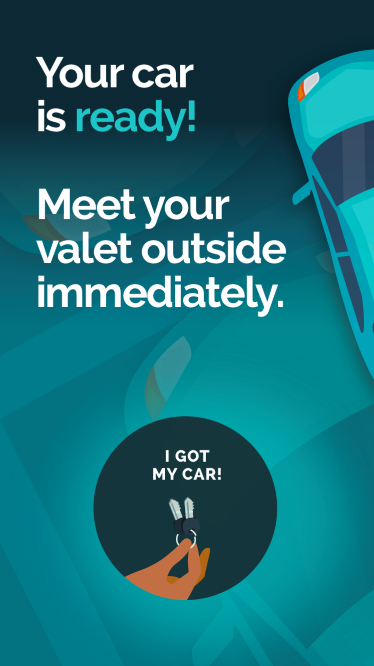 Your car
is ready!
Meet your
valet outside
immediately.
I GOT
MY CAR!